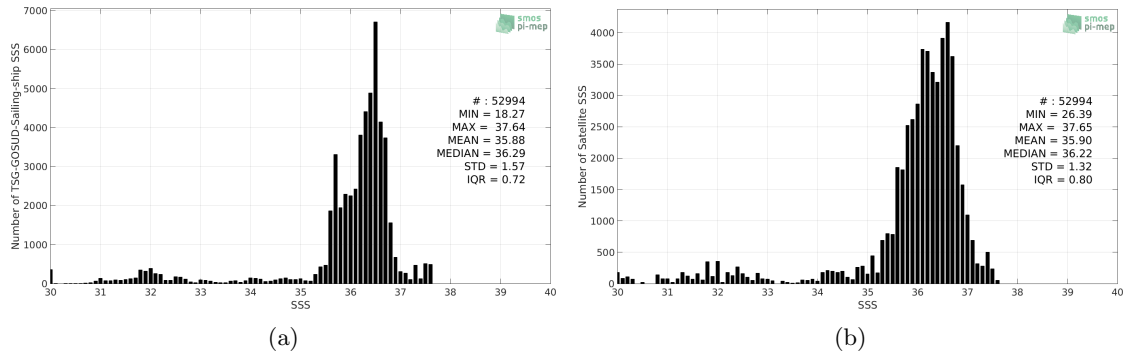 Number of TSG-GOSUD-Sailing-ship SSS
7000
6000
5000
4000
3000
2000
1000
0
smos
pi-mep
# : 52994
MIN = 18.27
MAX = 37.64
MEAN = 35.88
MEDIAN = 36.29
STD = 1.57
IQR = 0.72
30 31 32 33 34 35 36 37 38 39 40
SSS
(a)
Number of Satellite SSS
4000
3500
3000
2500
2000
1500
1000
500
0
smos
pi-mep
# : 52994
MIN = 26.39
MAX = 37.65
MEAN = 35.90
MEDIAN = 36.22
STD = 1.32
IQR = 0.80
30 31 32 33 34 35 36 37 38 39 40
SSS
(b)